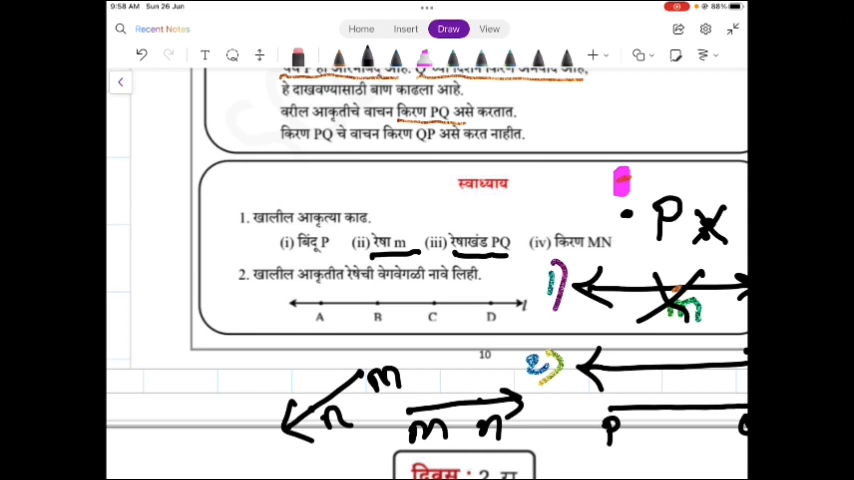 9:58 AM Sun 26 Jun
88%
Recent Notes
Home Insert Draw View
हे दाखवण्यासाठी बाण काढला आहे.
वरील आकृतीचे वाचन किरण PQ असे करतात.
किरण PQ चे वाचन किरण QP असे करत नाहीत.
स्वाध्याय
P
1. खालील आकृत्या काढ.
(i) बिंदू P (ii) रेषा m (iii) रेषाखंड PQ (iv) किरण MN
2. खालील आकृतीत रेषेची वेगवेगळी नावे लिही.
1) m
l
A B C D
10
2)
m
n
m n
P
दिवस : 2 रा